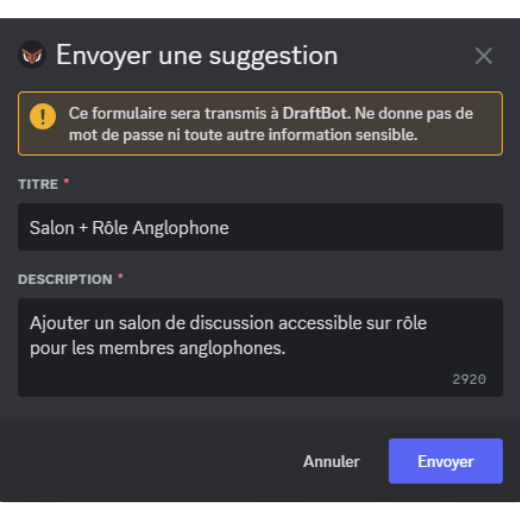 Envoyer une suggestion
Ce formulaire sera transmis à DraftBot. Ne donne pas de
mot de passe ni toute autre information sensible.
TITRE *
Salon + Rôle Anglophone
DESCRIPTION *
Ajouter un salon de discussion accessible sur rôle
pour les membres anglophones.
2920
Annuler
Envoyer